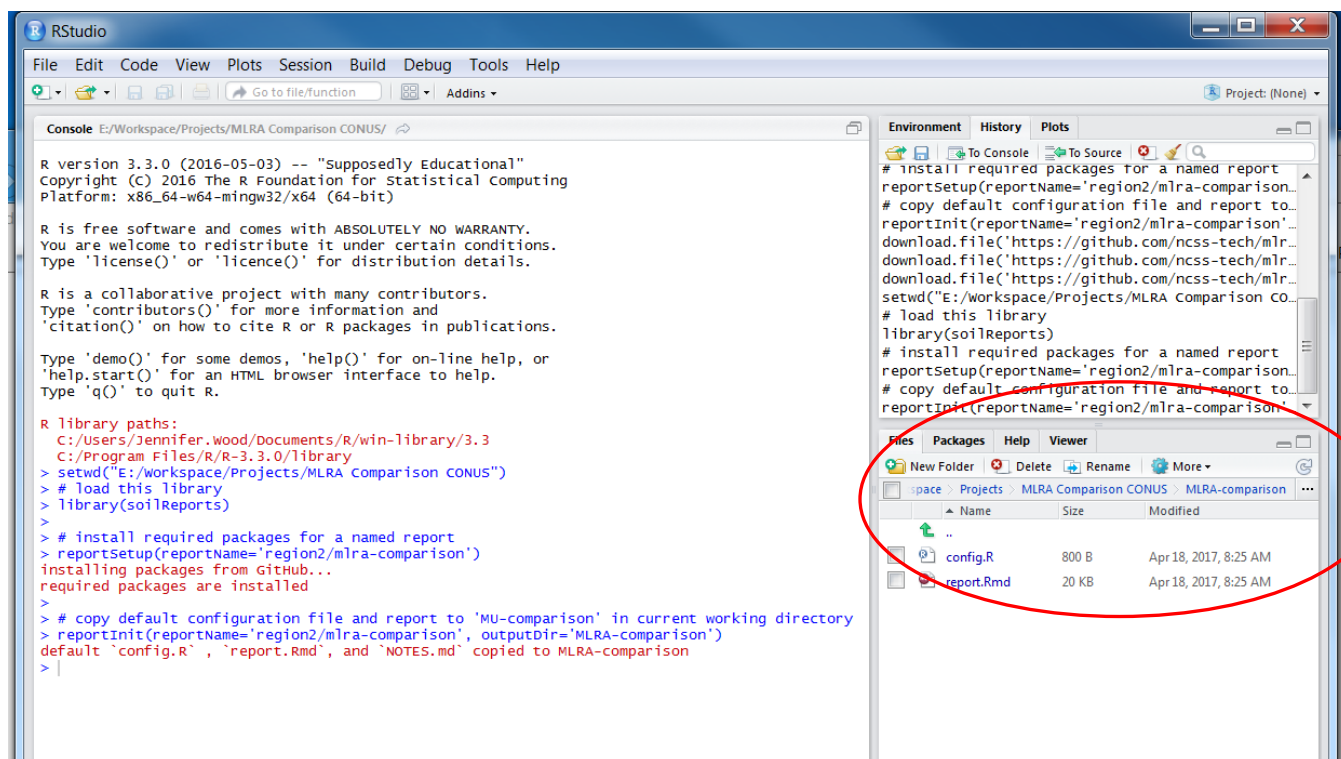 RStudio
File Edit Code View Plots Session Build Debug Tools Help
Go to file/function Addins Project: (None)
Console E:/Workspace/Projects/MLRA Comparison CONUS/
R version 3.3.0 (2016-05-03) -- "Supposedly Educational"
Copyright (C) 2016 The R Foundation for Statistical Computing
Platform: x86_64-w64-mingw32/x64 (64-bit)
R is free software and comes with ABSOLUTELY NO WARRANTY.
You are welcome to redistribute it under certain conditions.
Type 'license()' or 'licence()' for distribution details.
R is a collaborative project with many contributors.
Type 'contributors()' for more information and
'citation()' on how to cite R or R packages in publications.
Type 'demo()' for some demos, 'help()' for on-line help, or
'help.start()' for an HTML browser interface to help.
Type 'q()' to quit R.
R library paths:
C:/Users/Jennifer.Wood/Documents/R/win-library/3.3
C:/Program Files/R/R-3.3.0/library
> setwd("E:/Workspace/Projects/MLRA Comparison CONUS")
> # load this library
> library(soilReports)
>
> # install required packages for a named report
> reportSetup(reportName='region2/mlra-comparison')
installing packages from GitHub...
required packages are installed
>
> # copy default configuration file and report to 'MU-comparison' in current working directory
> reportInit(reportName='region2/mlra-comparison', outputDir='MLRA-comparison')
default `config.R` , `report.Rmd`, and `NOTES.md` copied to MLRA-comparison
>
Environment History Plots
To Console To Source
# install required packages for a named report
reportSetup(reportName='region2/mlra-comparison…
# copy default configuration file and report to…
reportInit(reportName='region2/mlra-comparison'…
download.file('https://github.com/ncss-tech/mlr…
download.file('https://github.com/ncss-tech/mlr…
download.file('https://github.com/ncss-tech/mlr…
setwd("E:/Workspace/Projects/MLRA Comparison CO…
# load this library
library(soilReports)
# install required packages for a named report
reportSetup(reportName='region2/mlra-comparison…
# copy default configuration file and report to…
reportInit(reportName='region2/mlra-comparison'
Files Packages Help Viewer
New Folder Delete Rename More
space > Projects > MLRA Comparison CONUS > MLRA-comparison ...
Name Size Modified
..
config.R 800 B Apr 18, 2017, 8:25 AM
report.Rmd 20 KB Apr 18, 2017, 8:25 AM